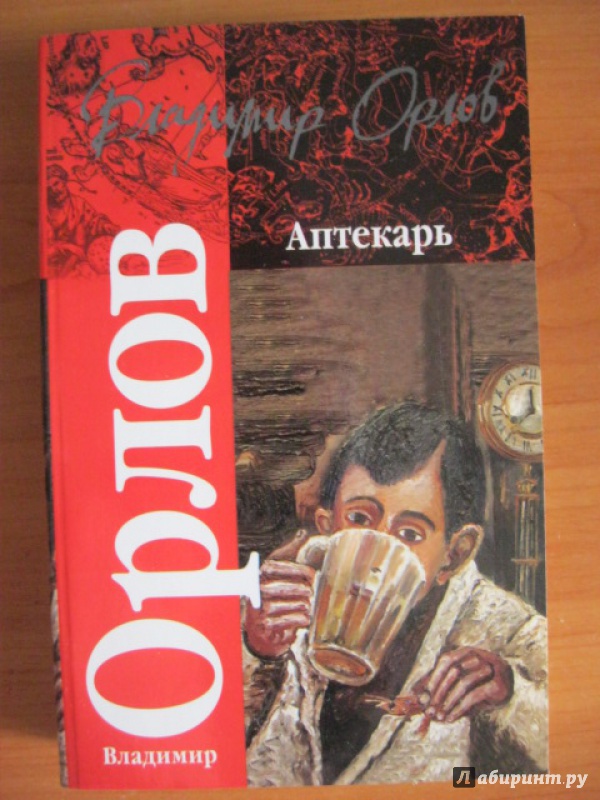 Владимир Орлов
Аптекарь
Орлов
Владимир
Лабиринт.ру